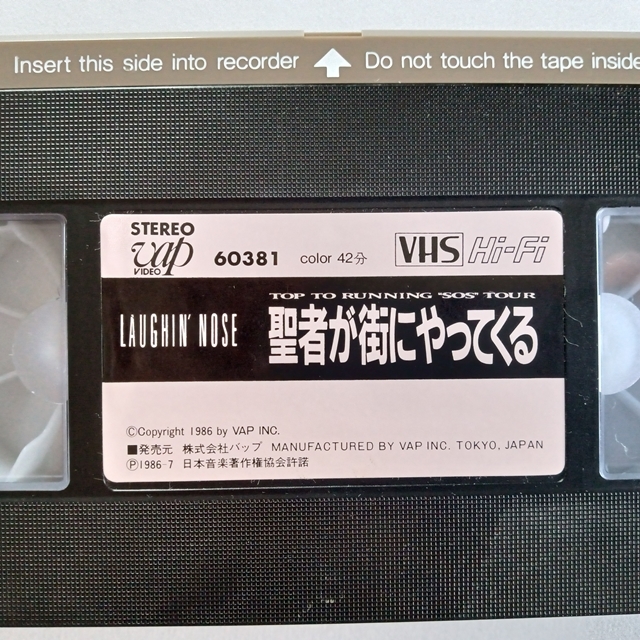 Insert this side into recorder ⇧ Do not touch the tape inside
STEREO
vap
VIDEO
60381 color 42分 VHS Hi-Fi
TOP TO RUNNING "SOS" TOUR
LAUGHIN' NOSE 聖者が街にやってくる
©Copyright 1986 by VAP INC.
■発売元 株式会社バップ MANUFACTURED BY VAP INC. TOKYO, JAPAN
Ⓟ1986-7 日本音楽著作権協会許諾